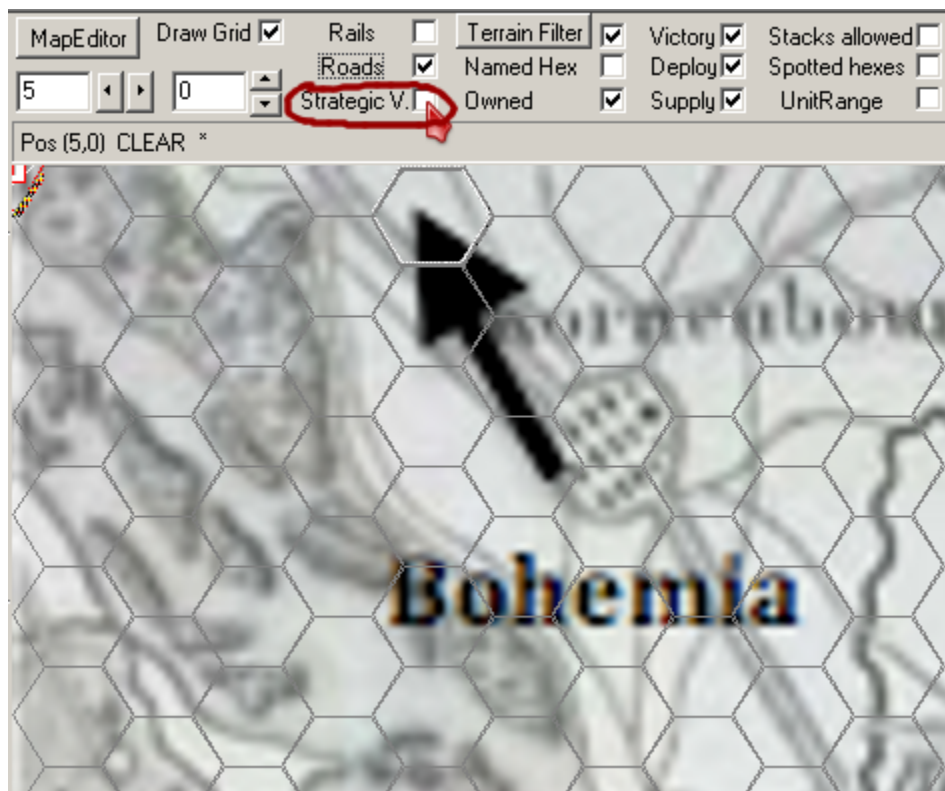 MapEditor Draw Grid Rails Terrain Filter Victory Stacks allowed
Roads Named Hex Deploy Spotted hexes
5 0 Strategic V. Owned Supply UnitRange
Pos (5,0) CLEAR *
Bohemia